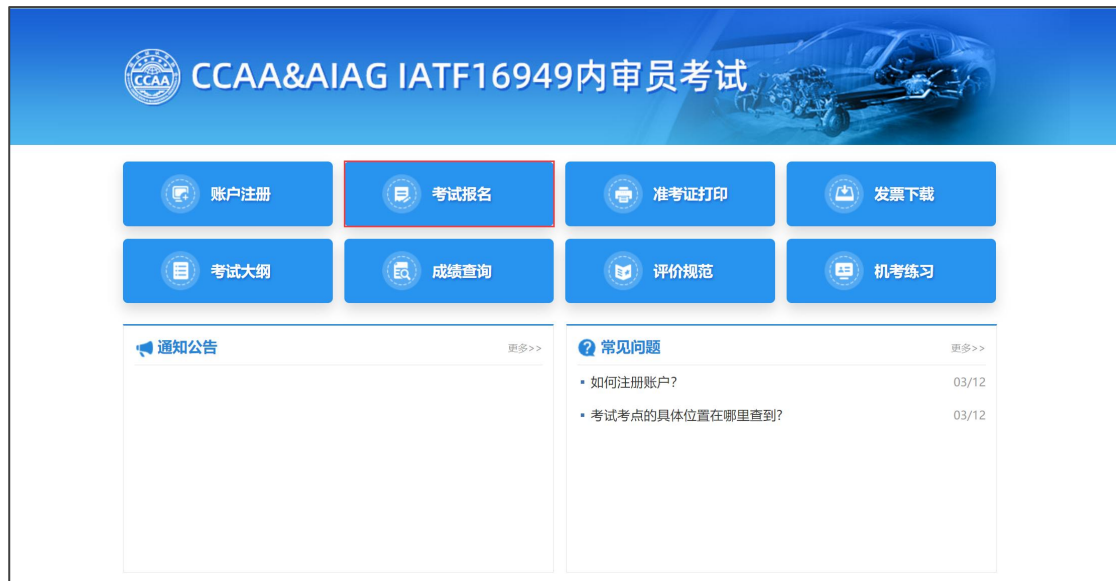 CCAA
CCAA&AIAG IATF16949内审员考试
账户注册
考试报名
准考证打印
发票下载
考试大纲
成绩查询
评价规范
机考练习
通知公告
更多>>
常见问题
更多>>
如何注册账户?
03/12
考试考点的具体位置在哪里查到?
03/12